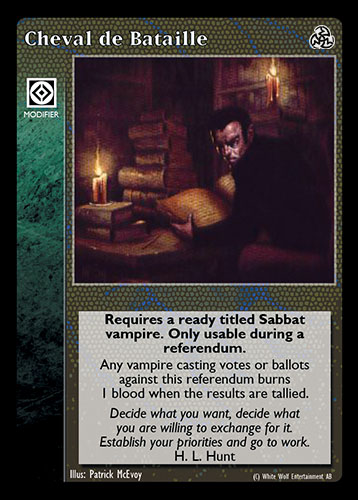 Cheval de Bataille
MODIFIER
Requires a ready titled Sabbat
vampire. Only usable during a
referendum.
Any vampire casting votes or ballots
against this referendum burns
1 blood when the results are tallied.
Decide what you want, decide what
you are willing to exchange for it.
Establish your priorities and go to work.
H. L. Hunt
Illus: Patrick McEvoy
(C) White Wolf Entertainment AB